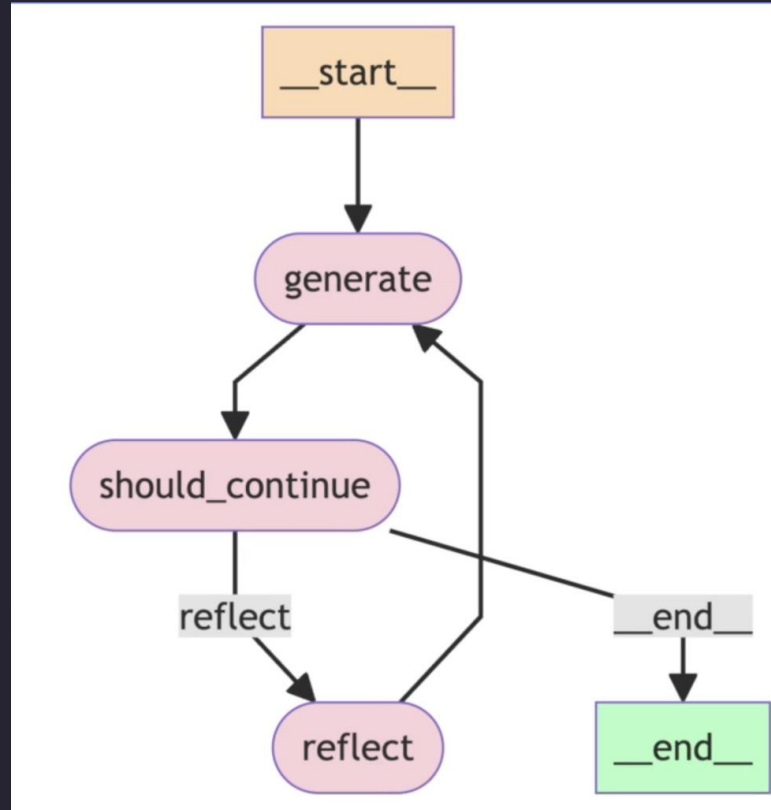 __start__
generate
should_continue
reflect
__end__
reflect
__end__